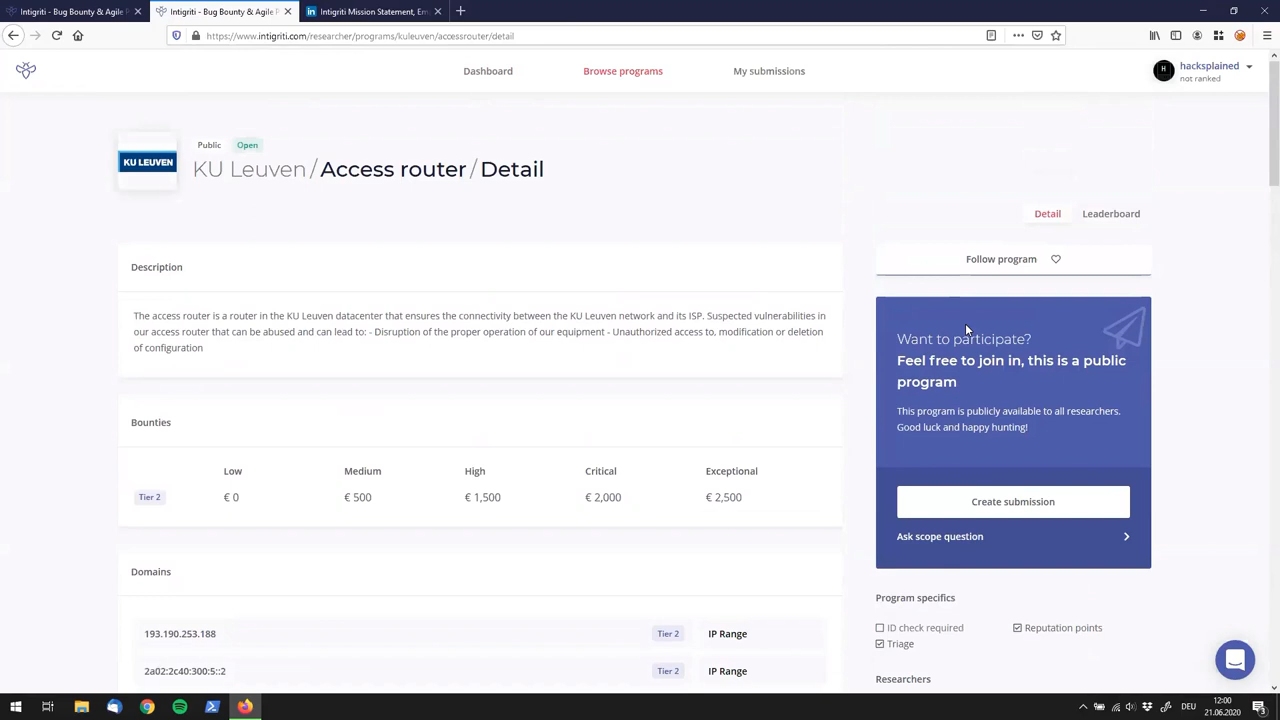 Intigriti - Bug Bounty & Agile P
Intigriti - Bug Bounty & Agile P
Intigriti Mission Statement, Em
https://www.intigriti.com/researcher/programs/kuleuven/accessrouter/detail
Dashboard
Browse programs
My submissions
H
hacksplained
not ranked
KU LEUVEN
Public
Open
KU Leuven / Access router / Detail
Detail
Leaderboard
Description
The access router is a router in the KU Leuven datacenter that ensures the connectivity between the KU Leuven network and its ISP. Suspected vulnerabilities in
our access router that can be abused and can lead to: - Disruption of the proper operation of our equipment - Unauthorized access to, modification or deletion
of configuration
Bounties
Low
Medium
High
Critical
Exceptional
Tier 2
€ 0
€ 500
€ 1,500
€ 2,000
€ 2,500
Domains
193.190.253.188
Tier 2
IP Range
2a02:2c40:300:5::2
Tier 2
IP Range
Follow program
Want to participate?
Feel free to join in, this is a public
program
This program is publicly available to all researchers.
Good luck and happy hunting!
Create submission
Ask scope question
Program specifics
ID check required
Reputation points
Triage
Researchers
DEU
12:00
21.06.2020
3